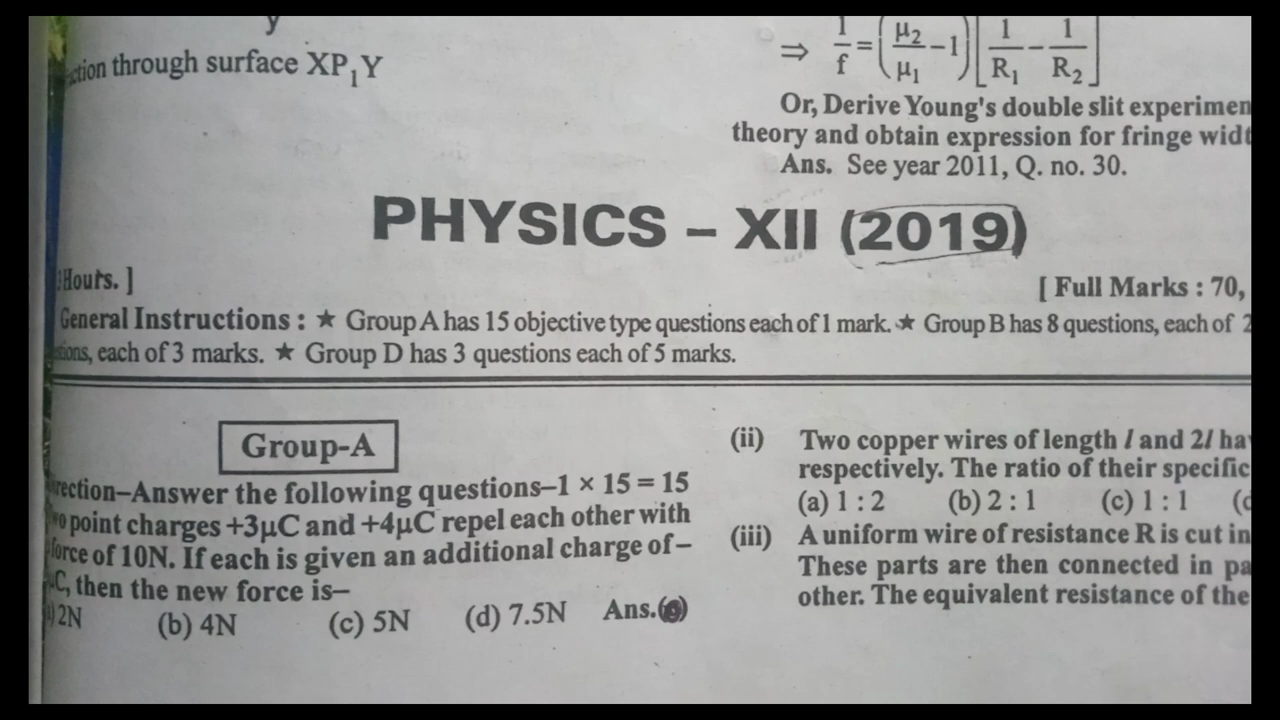 y
ction through surface XP₁Y
⇒ 1/f = (μ₂/μ₁ − 1) [1/R₁ − 1/R₂]
Or, Derive Young's double slit experimen
theory and obtain expression for fringe widt
Ans. See year 2011, Q. no. 30.
PHYSICS – XII (2019)
Hours. ]
[ Full Marks : 70,
General Instructions : ★ Group A has 15 objective type questions each of 1 mark. ★ Group B has 8 questions, each of 2
tions, each of 3 marks. ★ Group D has 3 questions each of 5 marks.
Group-A
rection–Answer the following questions–1 × 15 = 15
wo point charges +3μC and +4μC repel each other with
force of 10N. If each is given an additional charge of –
C, then the new force is–
2N (b) 4N (c) 5N (d) 7.5N Ans.
(ii) Two copper wires of length l and 2l ha
respectively. The ratio of their specific
(a) 1 : 2 (b) 2 : 1 (c) 1 : 1 (d
(iii) A uniform wire of resistance R is cut in
These parts are then connected in pa
other. The equivalent resistance of the